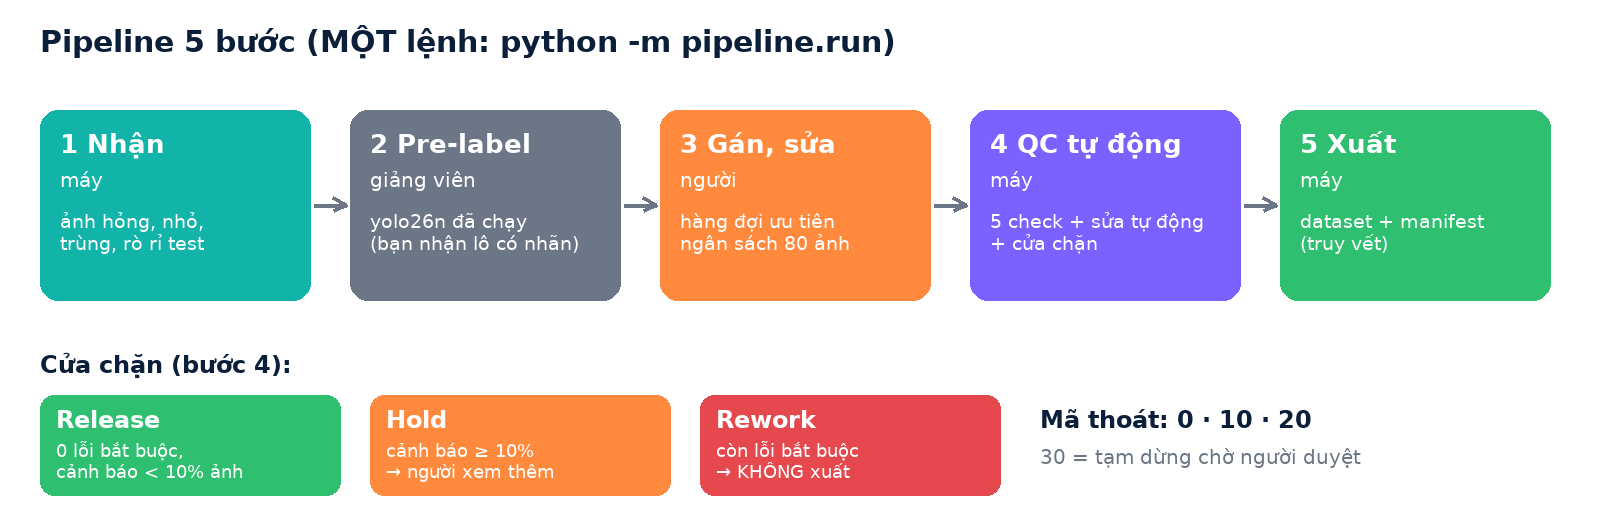 Pipeline 5 bước (MỘT lệnh: python -m pipeline.run)
1 Nhận
máy
ảnh hỏng, nhỏ,
trùng, rò rỉ test
2 Pre-label
giảng viên
yolo26n đã chạy
(bạn nhận lô có nhãn)
3 Gán, sửa
người
hàng đợi ưu tiên
ngân sách 80 ảnh
4 QC tự động
máy
5 check + sửa tự động
+ cửa chặn
5 Xuất
máy
dataset + manifest
(truy vết)
Cửa chặn (bước 4):
Release
0 lỗi bắt buộc,
cảnh báo < 10% ảnh
Hold
cảnh báo ≥ 10%
→ người xem thêm
Rework
còn lỗi bắt buộc
→ KHÔNG xuất
Mã thoát: 0 · 10 · 20
30 = tạm dừng chờ người duyệt